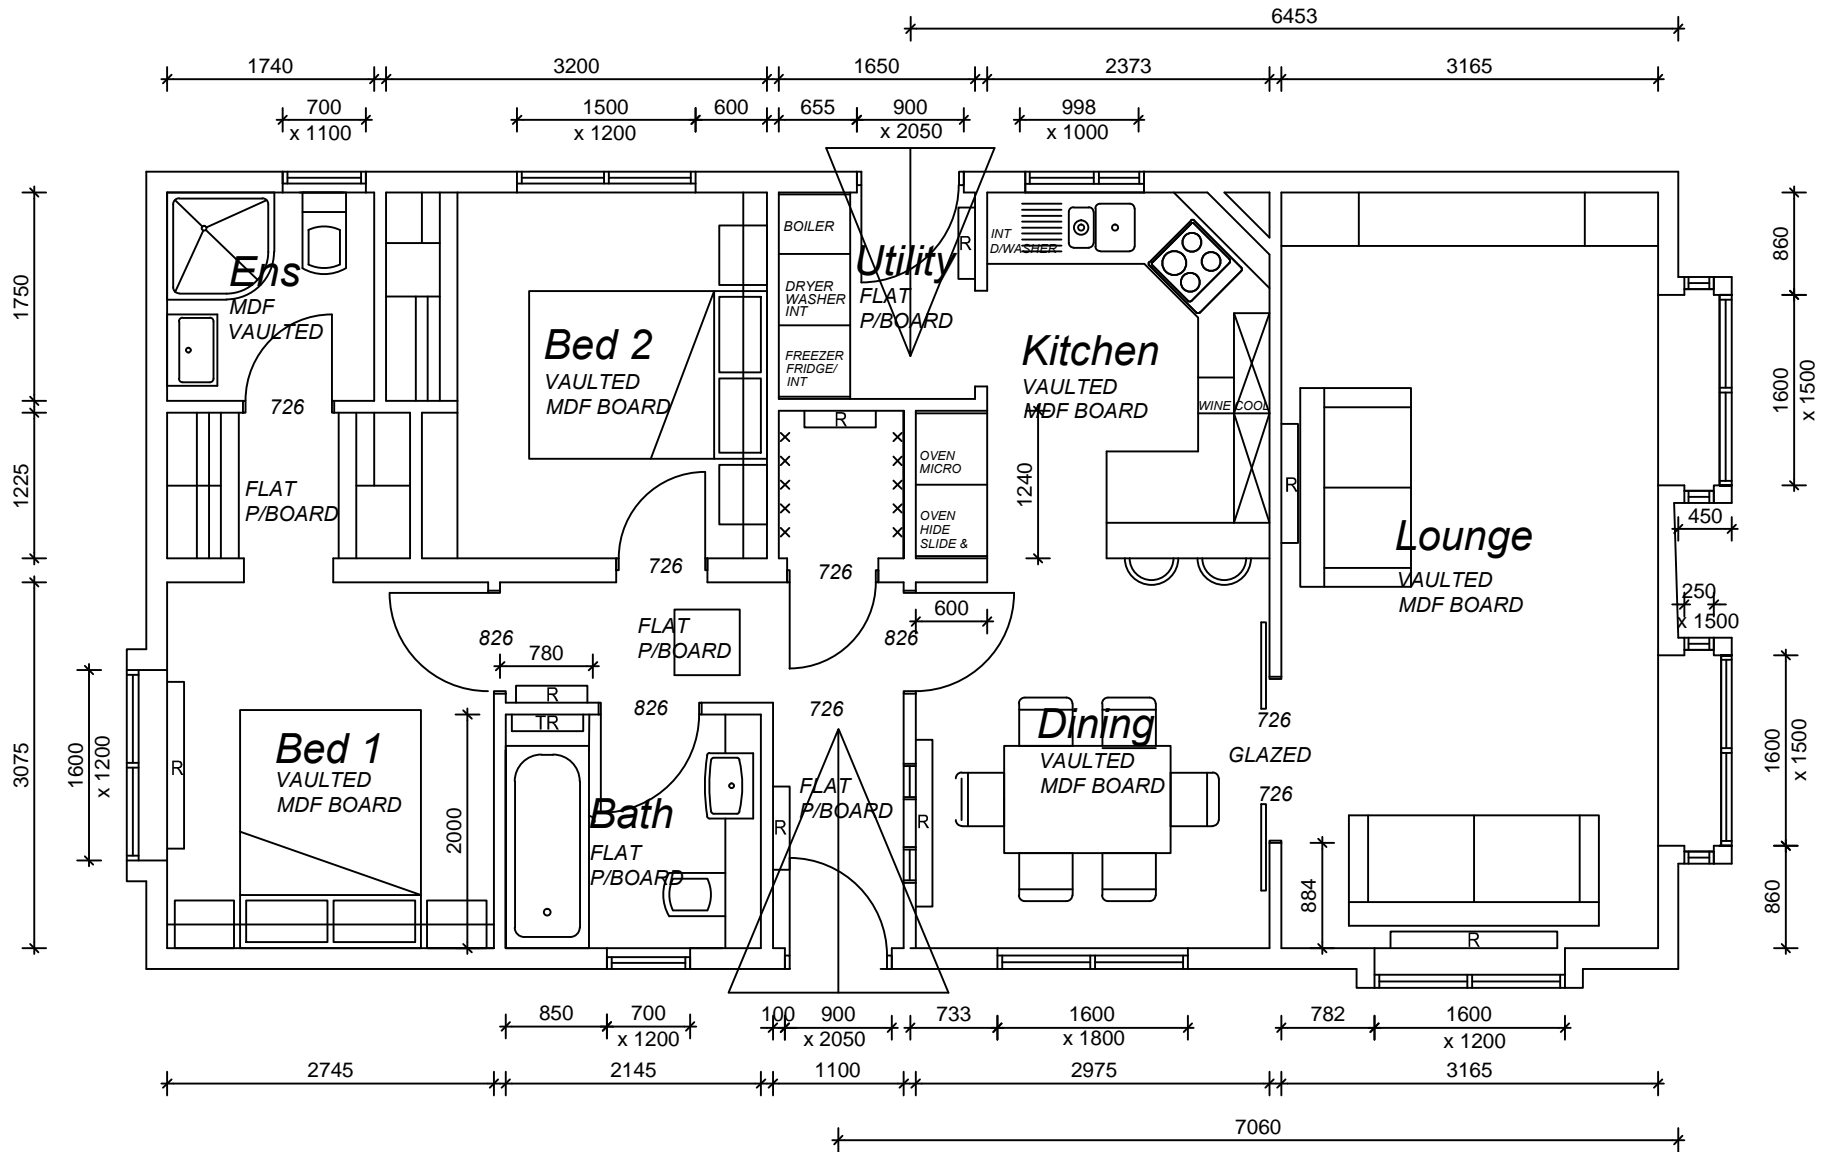 6453
1740
3200
1650
2373
3165
700
x 1100
1500
x 1200
600
655
900
x 2050
998
x 1000
1750
1225
3075
1600
x 1200
Ens
MDF
VAULTED
726
FLAT
P/BOARD
Bed 2
VAULTED
MDF BOARD
726
BOILER
DRYER
WASHER
INT
FREEZER
FRIDGE/
INT
Utility
FLAT
P/BOARD
R
INT
D/WASHER
Kitchen
VAULTED
MDF BOARD
WINE COOL
1240
R
OVEN
MICRO
OVEN
HIDE
SLIDE &
726
600
R
Lounge
VAULTED
MDF BOARD
860
1600
x 1500
450
250
x 1500
1600
x 1500
860
826
780
FLAT
P/BOARD
826
R
TR
826
726
R
Bed 1
VAULTED
MDF BOARD
2000
Bath
FLAT
P/BOARD
FLAT
P/BOARD
R
R
Dining
VAULTED
MDF BOARD
726
GLAZED
726
884
R
850
700
x 1200
100
900
x 2050
733
1600
x 1800
782
1600
x 1200
2745
2145
1100
2975
3165
7060